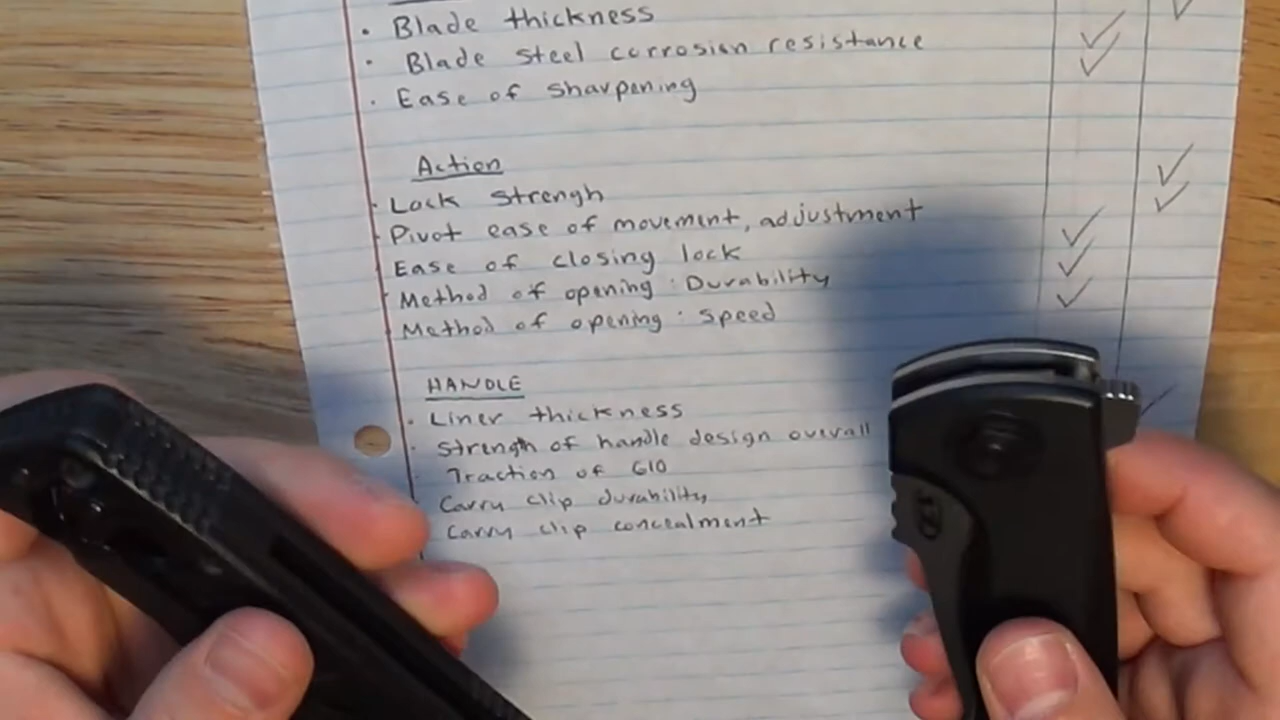 • Blade thickness
• Blade steel corrosian resistance
• Ease of sharpening
Action
• Lock Strengh
• Pivot ease of movement, adjustment
• Ease of closing lock
• Method of opening : Durability
• Method of opening : speed
HANDLE
• Liner thickness
• Strength of handle design overall
Traction of G10
Carry clip durability
Carry clip concealment